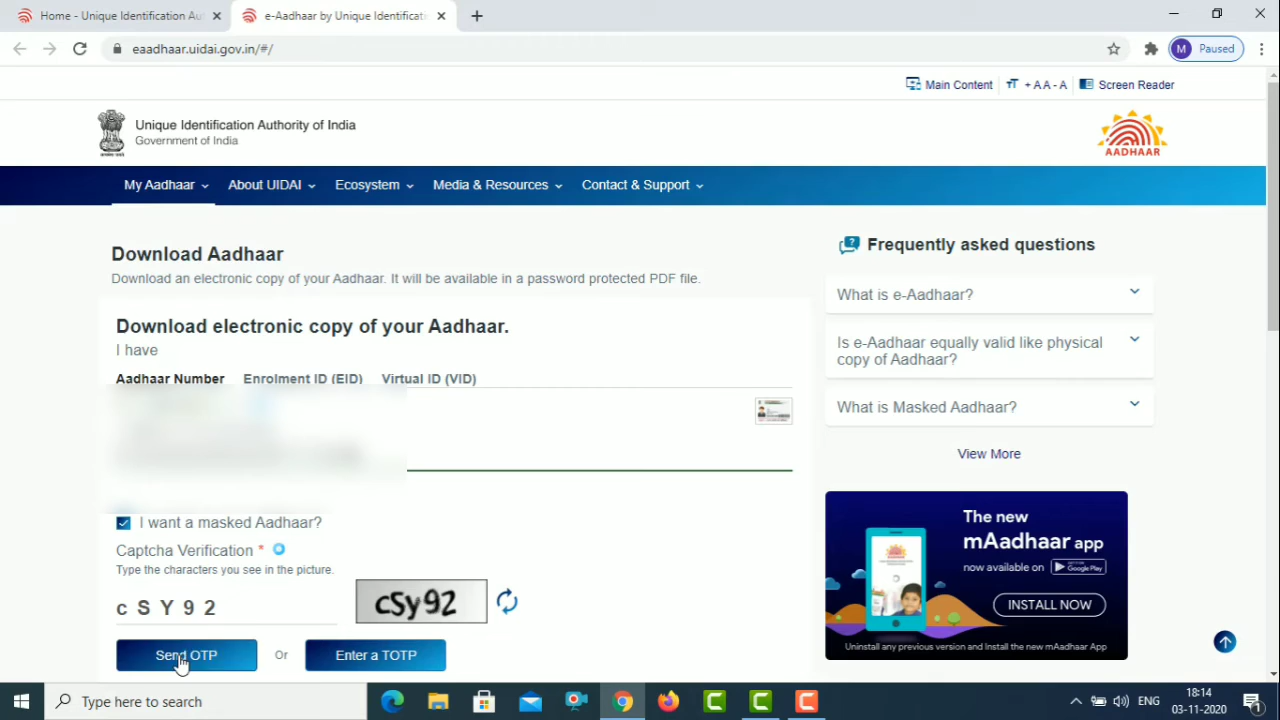 Home - Unique Identification Au
e-Aadhaar by Unique Identificati
eaadhaar.uidai.gov.in/#/
M Paused
Main Content
TT + A A - A
Screen Reader
Unique Identification Authority of India
Government of India
AADHAAR
My Aadhaar
About UIDAI
Ecosystem
Media & Resources
Contact & Support
Download Aadhaar
Download an electronic copy of your Aadhaar. It will be available in a password protected PDF file.
Download electronic copy of your Aadhaar.
I have
Aadhaar Number
Enrolment ID (EID)
Virtual ID (VID)
I want a masked Aadhaar?
Captcha Verification *
Type the characters you see in the picture.
c S Y 9 2
cSy92
Send OTP
Or
Enter a TOTP
Frequently asked questions
What is e-Aadhaar?
Is e-Aadhaar equally valid like physical
copy of Aadhaar?
What is Masked Aadhaar?
View More
The new
mAadhaar app
now available on Google Play
INSTALL NOW
Uninstall any previous version and Install the new mAadhaar App
Type here to search
ENG
18:14
03-11-2020
1